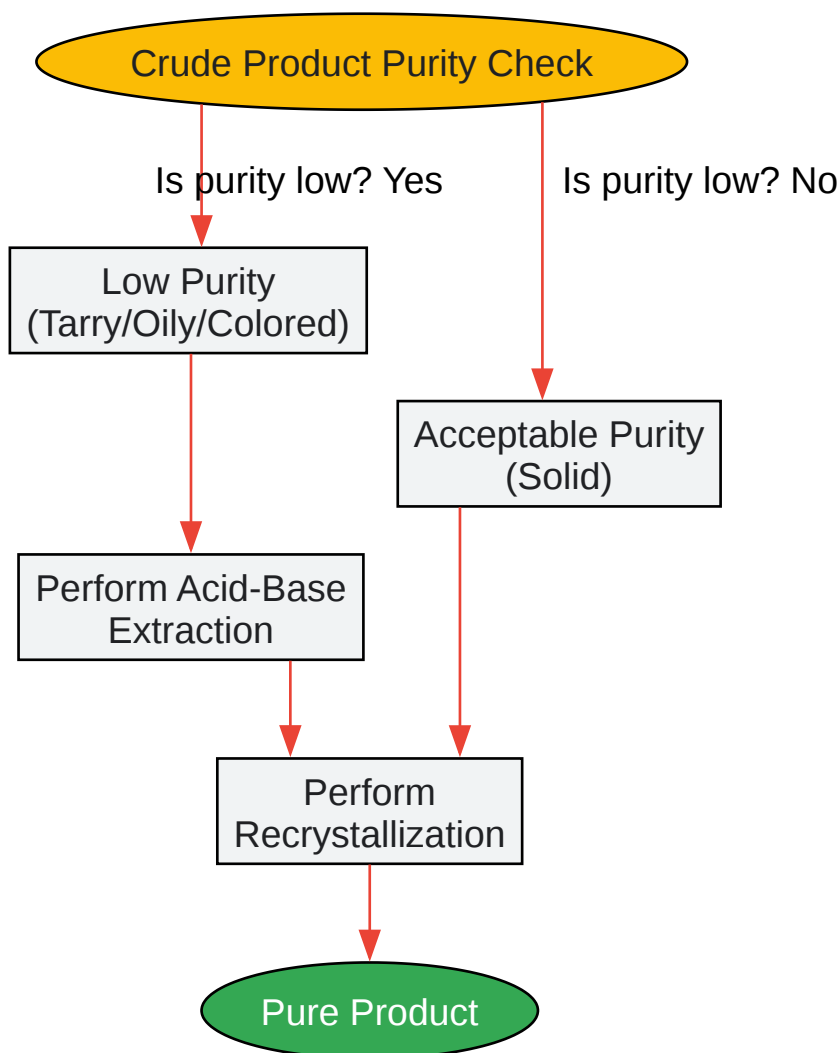 Crude Product Purity Check
Is purity low? Yes
Is purity low? No
Low Purity
(Tarry/Oily/Colored)
Acceptable Purity
(Solid)
Perform Acid-Base
Extraction
Perform
Recrystallization
Pure Product